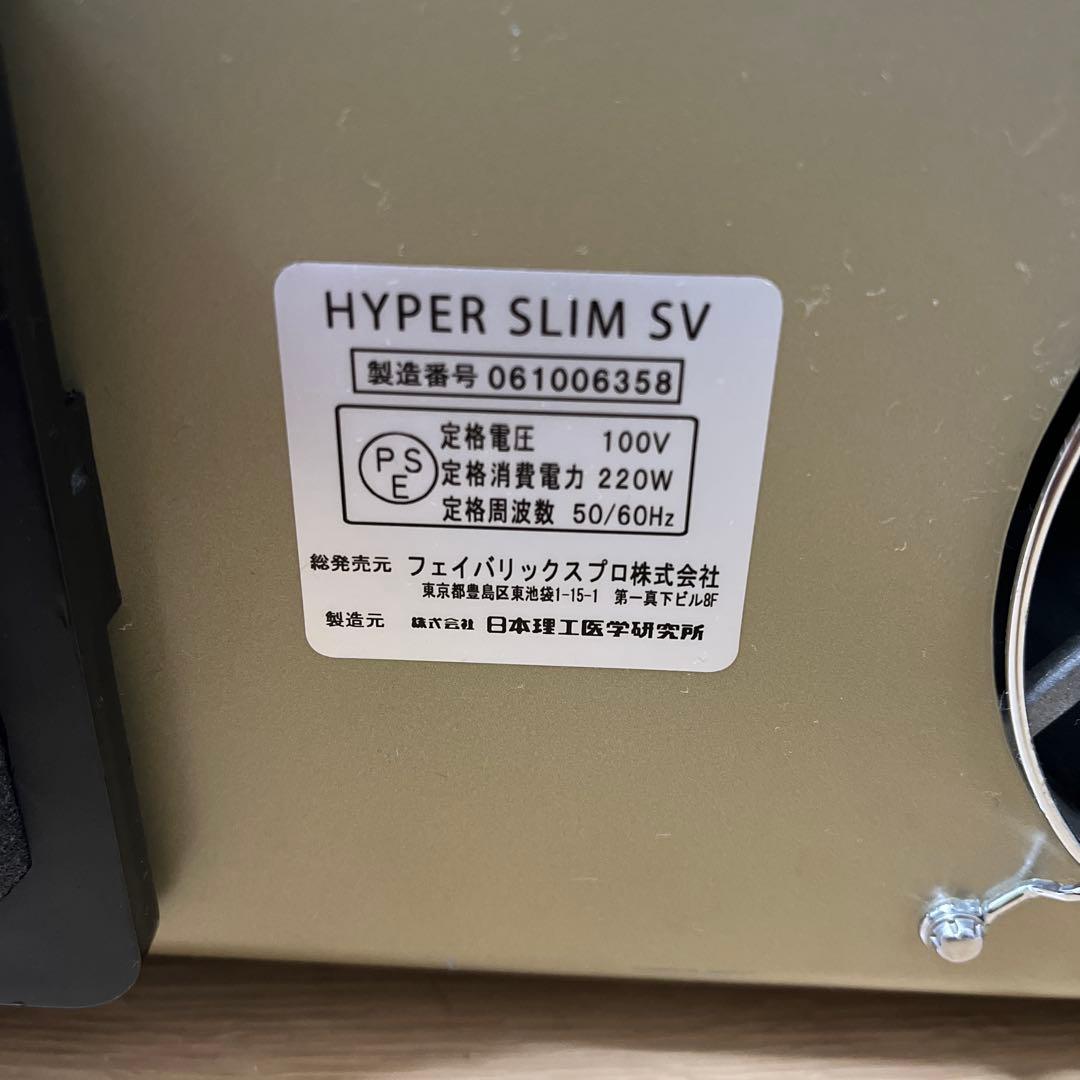 HYPER SLIM SV
製造番号 061006358
PSE
定格電圧 100V
定格消費電力 220W
定格周波数 50/60Hz
総発売元 フェイバリックスプロ株式会社
東京都豊島区東池袋1-15-1 第一真下ビル8F
製造元 株式会社 日本理工医学研究所